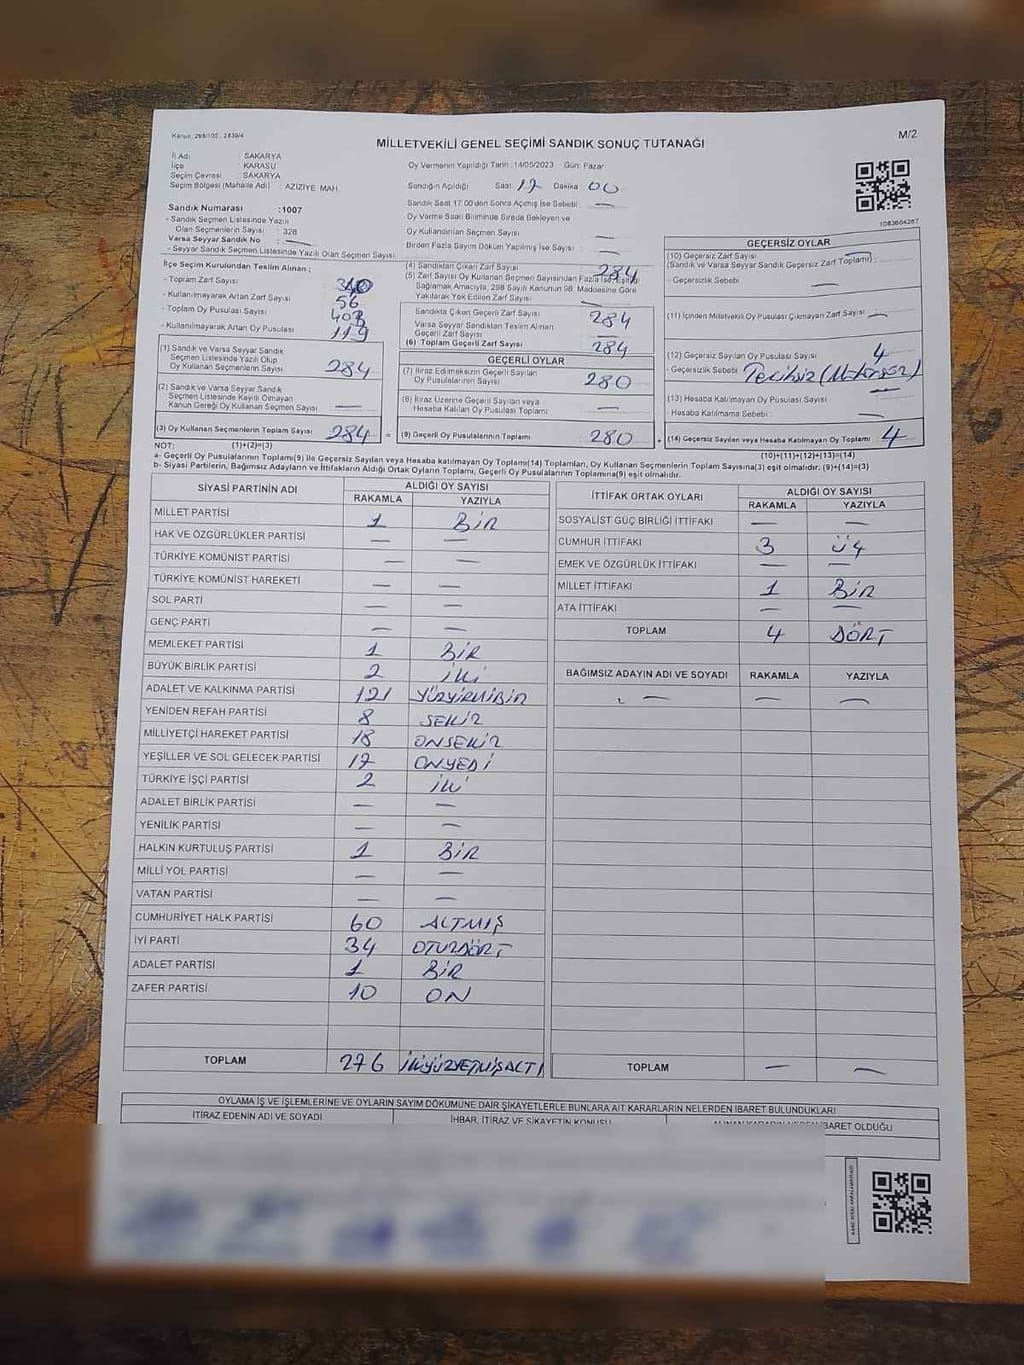 Kanun: 298/105 , 2839/4
MİLLETVEKİLİ GENEL SEÇİMİ SANDIK SONUÇ TUTANAĞI
M/2
İl Adı : SAKARYA
İlçe KARASU
Seçim Çevresi : SAKARYA
Seçim Bölgesi (Mahalle Adı) : AZİZİYE MAH.
Oy Vermenin Yapıldığı Tarih :14/05/2023 Gün: Pazar
Sandığın Açıldığı Saat: 17 Dakika 00
Sandık Saat 17.00'den Sonra Açılmış İse Sebebi : —
Oy Verme Saati Bitiminde Sırada Bekleyen ve
Oy Kullandırılan Seçmen Sayısı : —
Birden Fazla Sayım Döküm Yapılmış İse Sayısı : —
1083604267
Sandık Numarası :1007
- Sandık Seçmen Listesinde Yazılı
Olan Seçmenlerin Sayısı : 328
Varsa Seyyar Sandık No : —
- Seyyar Sandık Seçmen Listesinde Yazılı Olan Seçmen Sayısı:
İlçe Seçim Kurulundan Teslim Alınan ;
- Toplam Zarf Sayısı 340
- Kullanılmayarak Artan Zarf Sayısı 56
- Toplam Oy Pusulası Sayısı 403
- Kullanılmayarak Artan Oy Pusulası 119
(1) Sandık ve Varsa Seyyar Sandık
Seçmen Listesinde Yazılı Olup
Oy Kullanan Seçmenlerin Sayısı : 284
(2) Sandık ve Varsa Seyyar Sandık
Seçmen Listesinde Kayıtlı Olmayan
Kanun Gereği Oy Kullanan Seçmen Sayısı : —
(3) Oy Kullanan Seçmenlerin Toplam Sayısı : 284 =
(4) Sandıktan Çıkan Zarf Sayısı : 284
(5) Zarf Sayısı Oy Kullanan Seçmen Sayısından Fazla ise, Eşitliği
Sağlamak Amacıyla, 298 Sayılı Kanunun 98. Maddesine Göre
Yakılarak Yok Edilen Zarf Sayısı : —
Sandıkta Çıkan Geçerli Zarf Sayısı : 284
Varsa Seyyar Sandıktan Teslim Alınan
Geçerli Zarf Sayısı :
(6) Toplam Geçerli Zarf Sayısı : 284
GEÇERLİ OYLAR
(7) İtiraz Edilmeksizin Geçerli Sayılan
Oy Pusulalarının Sayısı : 280
(8) İtiraz Üzerine Geçerli Sayılan veya
Hesaba Katılan Oy Pusulası Toplamı : —
(9) Geçerli Oy Pusulalarının Toplamı : 280 +
GEÇERSİZ OYLAR
(10) Geçersiz Zarf Sayısı : —
(Sandık ve Varsa Seyyar Sandık Geçersiz Zarf Toplamı)
- Geçersizlik Sebebi : —
(11) İçinden Milletvekili Oy Pusulası Çıkmayan Zarf Sayısı : —
(12) Geçersiz Sayılan Oy Pusulası Sayısı : 4
- Geçersizlik Sebebi :
(13) Hesaba Katılmayan Oy Pusulası Sayısı : —
- Hesaba Katılmama Sebebi : —
(14) Geçersiz Sayılan veya Hesaba Katılmayan Oy Toplamı : 4
NOT: (1)+(2)=(3)
(10)+(11)+(12)+(13)=(14)
a- Geçerli Oy Pusulalarının Toplamı(9) ile Geçersiz Sayılan veya Hesaba Katılmayan Oy Toplamı(14) Toplamları, Oy Kullanan Seçmenlerin Toplam Sayısına(3) eşit olmalıdır. (9)+(14)=(3)
b- Siyasi Partilerin, Bağımsız Adayların ve İttifakların Aldığı Ortak Oyların Toplamı, Geçerli Oy Pusulalarının Toplamına(9) eşit olmalıdır.
SİYASİ PARTİNİN ADI ALDIĞI OY SAYISI
RAKAMLA YAZIYLA
MİLLET PARTİSİ 1 BİR
HAK VE ÖZGÜRLÜKLER PARTİSİ — —
TÜRKİYE KOMÜNİST PARTİSİ — —
TÜRKİYE KOMÜNİST HAREKETİ — —
SOL PARTİ — —
GENÇ PARTİ — —
MEMLEKET PARTİSİ 1 BİR
BÜYÜK BİRLİK PARTİSİ 2 İKİ
ADALET VE KALKINMA PARTİSİ 121 YÜZYİRMİBİR
YENİDEN REFAH PARTİSİ 8 SEKİZ
MİLLİYETÇİ HAREKET PARTİSİ 18 ONSEKİZ
YEŞİLLER VE SOL GELECEK PARTİSİ 17 ONYEDİ
TÜRKİYE İŞÇİ PARTİSİ 2 İKİ
ADALET BİRLİK PARTİSİ — —
YENİLİK PARTİSİ — —
HALKIN KURTULUŞ PARTİSİ 1 BİR
MİLLİ YOL PARTİSİ — —
VATAN PARTİSİ — —
CUMHURİYET HALK PARTİSİ 60 ALTMIŞ
İYİ PARTİ 34 OTUZDÖRT
ADALET PARTİSİ 1 BİR
ZAFER PARTİSİ 10 ON
TOPLAM 276 İKİYÜZYETMİŞALTI
İTTİFAK ORTAK OYLARI ALDIĞI OY SAYISI
RAKAMLA YAZIYLA
SOSYALİST GÜÇ BİRLİĞİ İTTİFAKI — —
CUMHUR İTTİFAKI 3 ÜÇ
EMEK VE ÖZGÜRLÜK İTTİFAKI — —
MİLLET İTTİFAKI 1 BİR
ATA İTTİFAKI — —
TOPLAM 4 DÖRT
BAĞIMSIZ ADAYIN ADI VE SOYADI RAKAMLA YAZIYLA
— — —
TOPLAM — —
OYLAMA İŞ VE İŞLEMLERİNE VE OYLARIN SAYIM DÖKÜMÜNE DAİR ŞİKAYETLERLE BUNLARA AİT KARARLARIN NELERDEN İBARET BULUNDUKLARI
İTİRAZ EDENİN ADI VE SOYADI İHBAR, İTİRAZ VE ŞİKAYETİN KONUSU ALINAN KARARIN NEDEN İBARET OLDUĞU